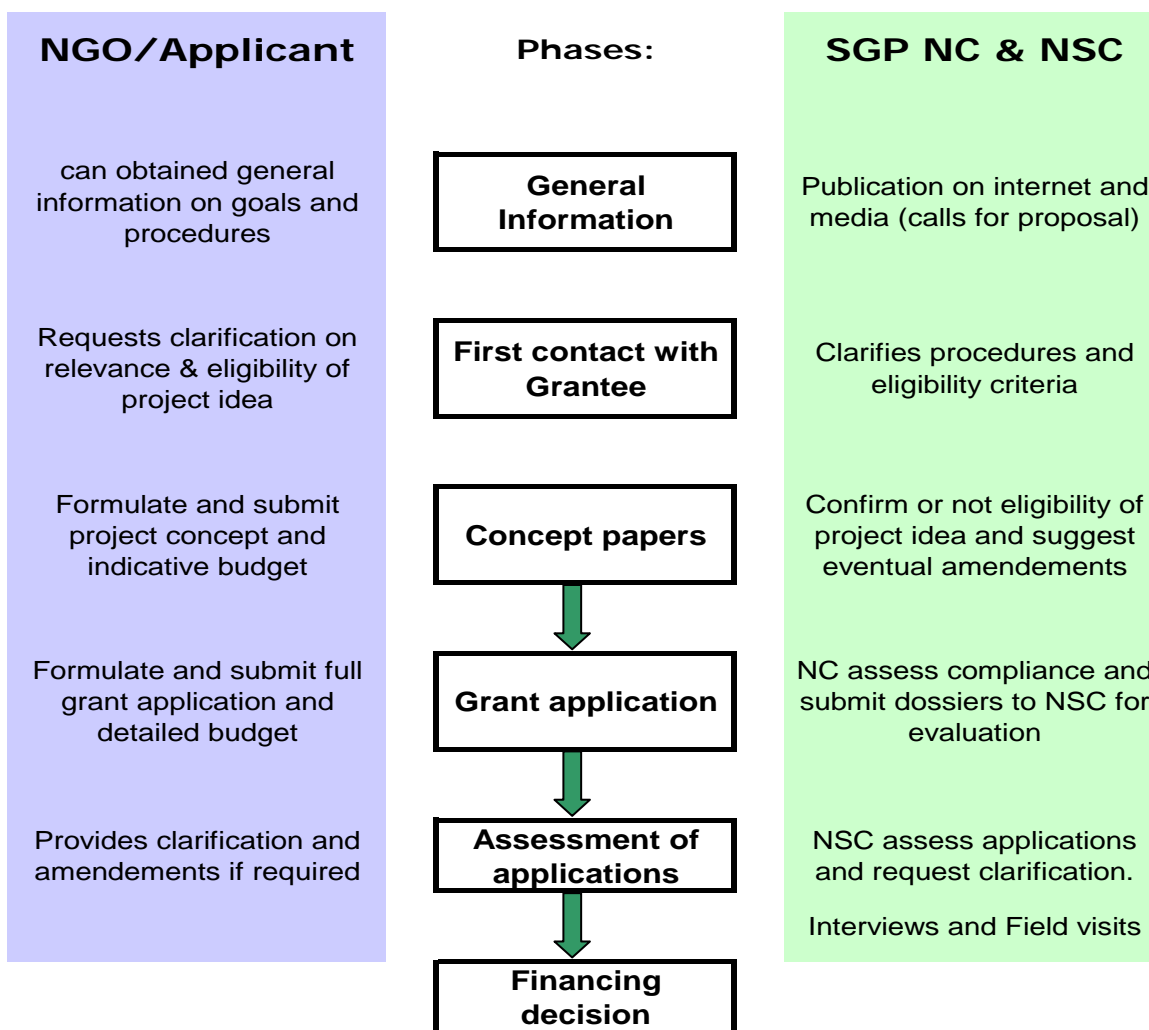 NGO/Applicant
Phases:
SGP NC & NSC
can obtained general
information on goals and
procedures
General
Information
Publication on internet and
media (calls for proposal)
Requests clarification on
relevance & eligibility of
project idea
First contact with
Grantee
Clarifies procedures and
eligibility criteria
Formulate and submit
project concept and
indicative budget
Concept papers
Confirm or not eligibility of
project idea and suggest
eventual amendements
Formulate and submit full
grant application and
detailed budget
Grant application
NC assess compliance and
submit dossiers to NSC for
evaluation
Provides clarification and
amendements if required
Assessment of
applications
NSC assess applications
and request clarification.
Interviews and Field visits
Financing
decision